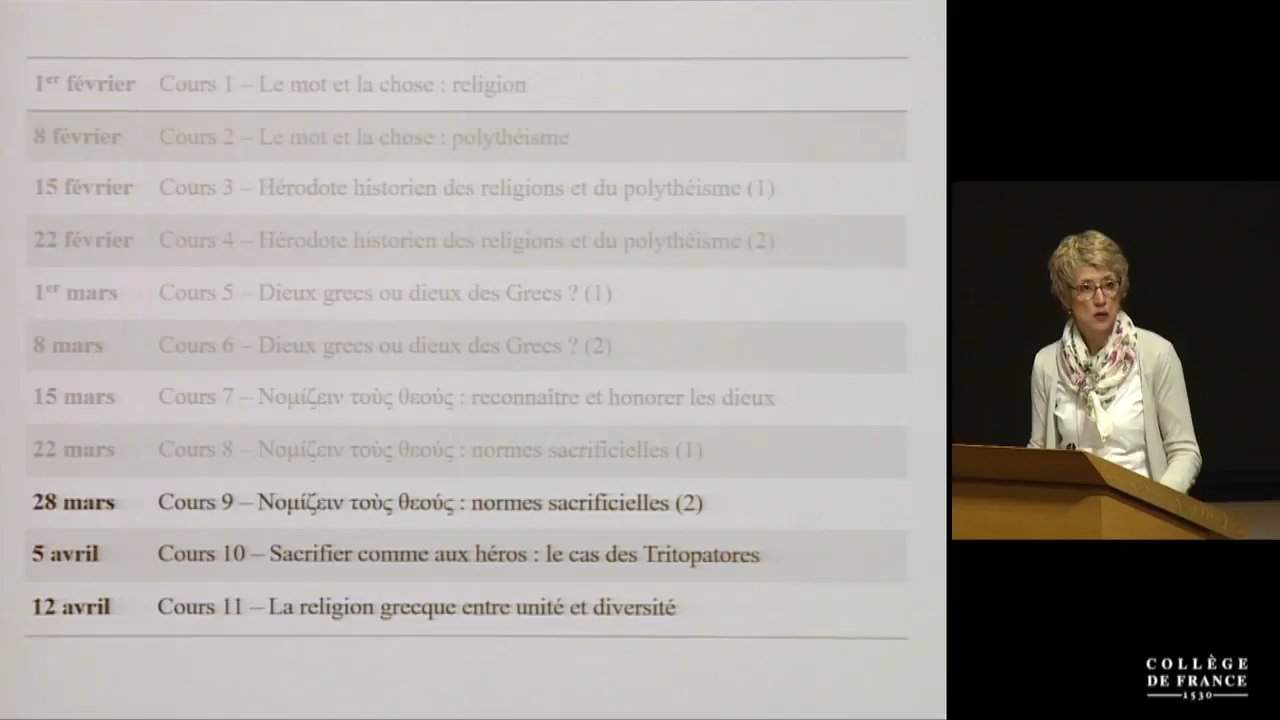 1er février Cours 1 – Le mot et la chose : religion
8 février Cours 2 – Le mot et la chose : polythéisme
15 février Cours 3 – Hérodote historien des religions et du polythéisme (1)
22 février Cours 4 – Hérodote historien des religions et du polythéisme (2)
1er mars Cours 5 – Dieux grecs ou dieux des Grecs ? (1)
8 mars Cours 6 – Dieux grecs ou dieux des Grecs ? (2)
15 mars Cours 7 – Νομίζειν τοὺς θεούς : reconnaître et honorer les dieux
22 mars Cours 8 – Νομίζειν τοὺς θεούς : normes sacrificielles (1)
28 mars Cours 9 – Νομίζειν τοὺς θεούς : normes sacrificielles (2)
5 avril Cours 10 – Sacrifier comme aux héros : le cas des Tritopatores
12 avril Cours 11 – La religion grecque entre unité et diversité
COLLÈGE
DE FRANCE
1530